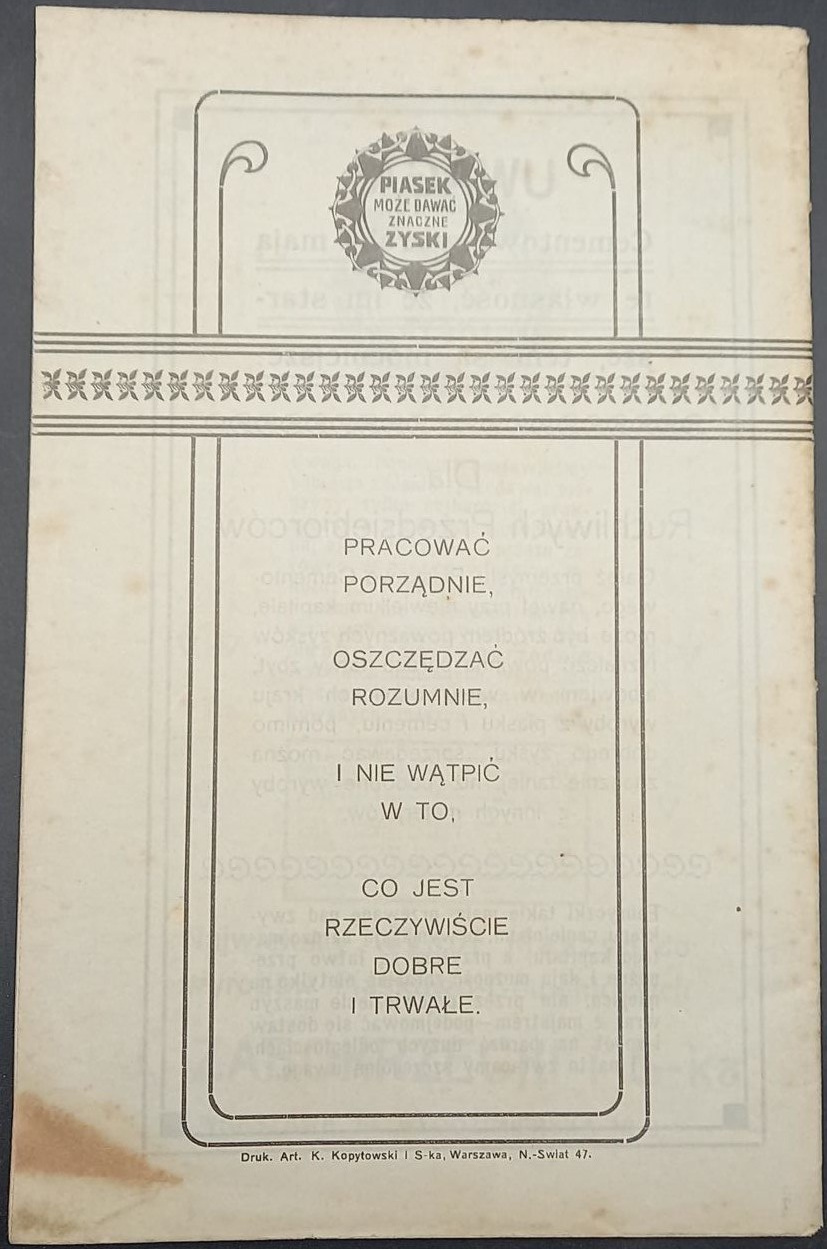 PIASEK
MOŻE DAWAĆ
ZNACZNE
ZYSKI
PRACOWAĆ
PORZĄDNIE,
OSZCZĘDZAĆ
ROZUMNIE,
I NIE WĄTPIĆ
W TO,
CO JEST
RZECZYWIŚCIE
DOBRE
I TRWAŁE.
Druk. Art. K. Kopytowski i S-ka, Warszawa, N.-Swiat 47.